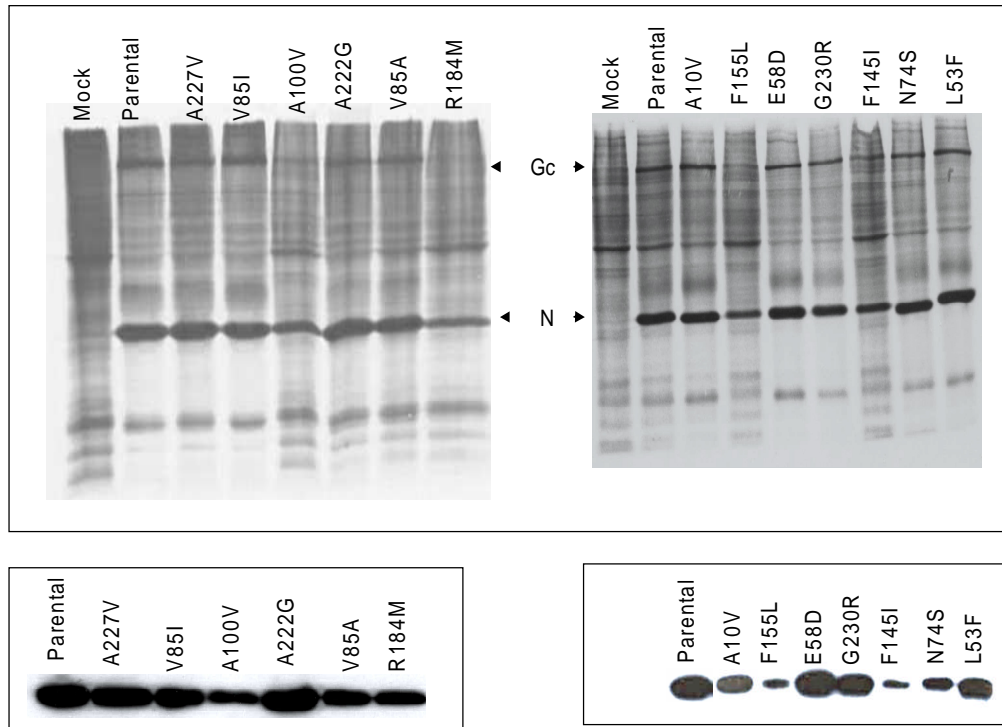 Mock
Parental
A227V
V85I
A100V
A222G
V85A
R184M
Mock
Parental
A10V
F155L
E58D
G230R
F145I
N74S
L53F
Gc
N
Parental
A227V
V85I
A100V
A222G
V85A
R184M
Parental
A10V
F155L
E58D
G230R
F145I
N74S
L53F